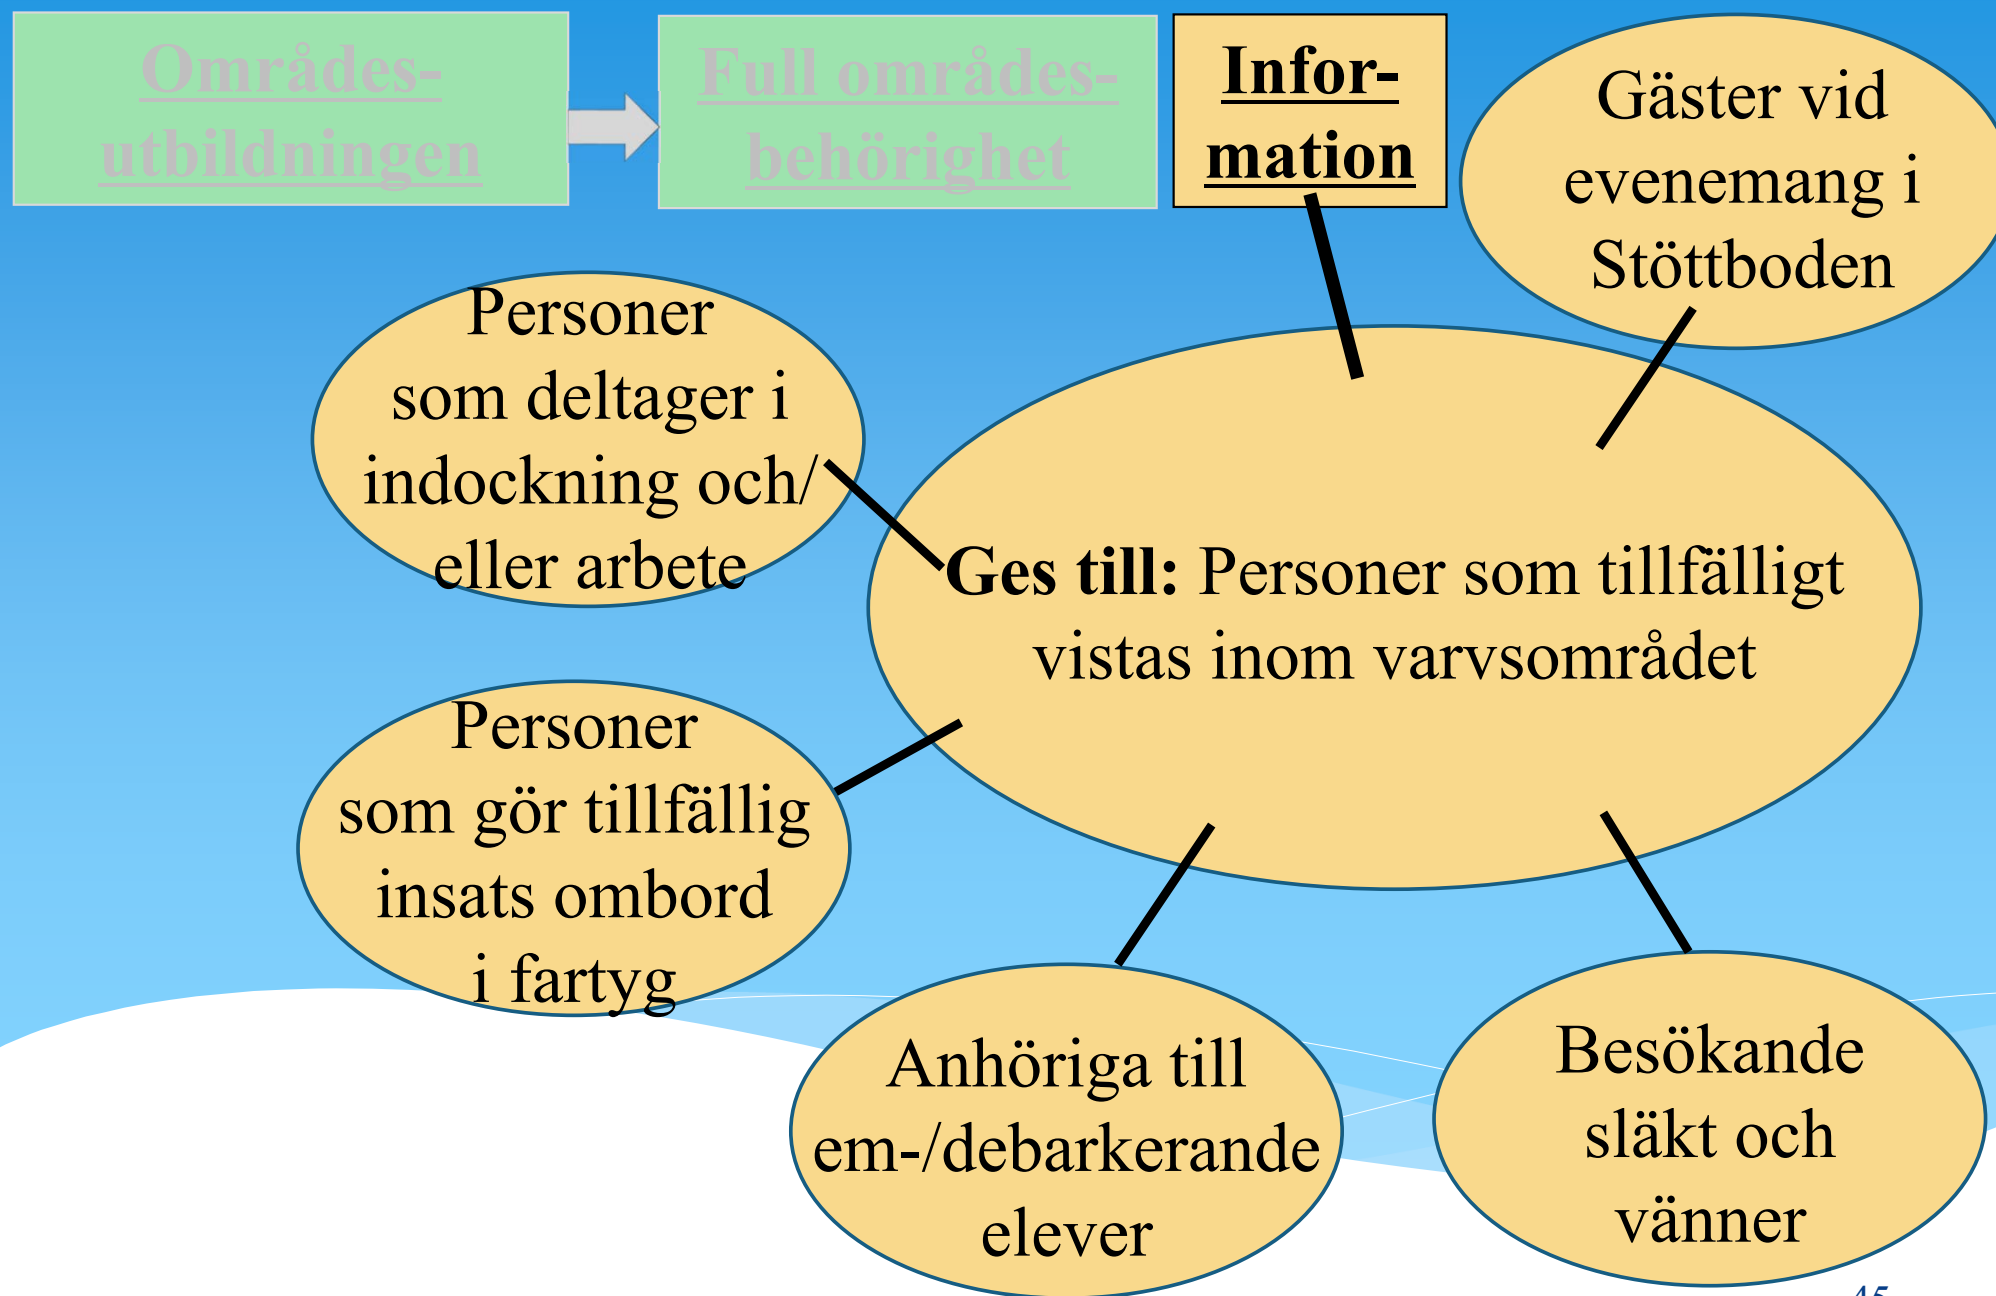 Områdes-
utbildningen
Full områdes-
behörighet
Infor-
mation
Gäster vid
evenemang i
Stöttboden
Personer
som deltager i
indockning och/
eller arbete
Ges till: Personer som tillfälligt
vistas inom varvsområdet
Personer
som gör tillfällig
insats ombord
i fartyg
Anhöriga till
em-/debarkerande
elever
Besökande
släkt och
vänner
45